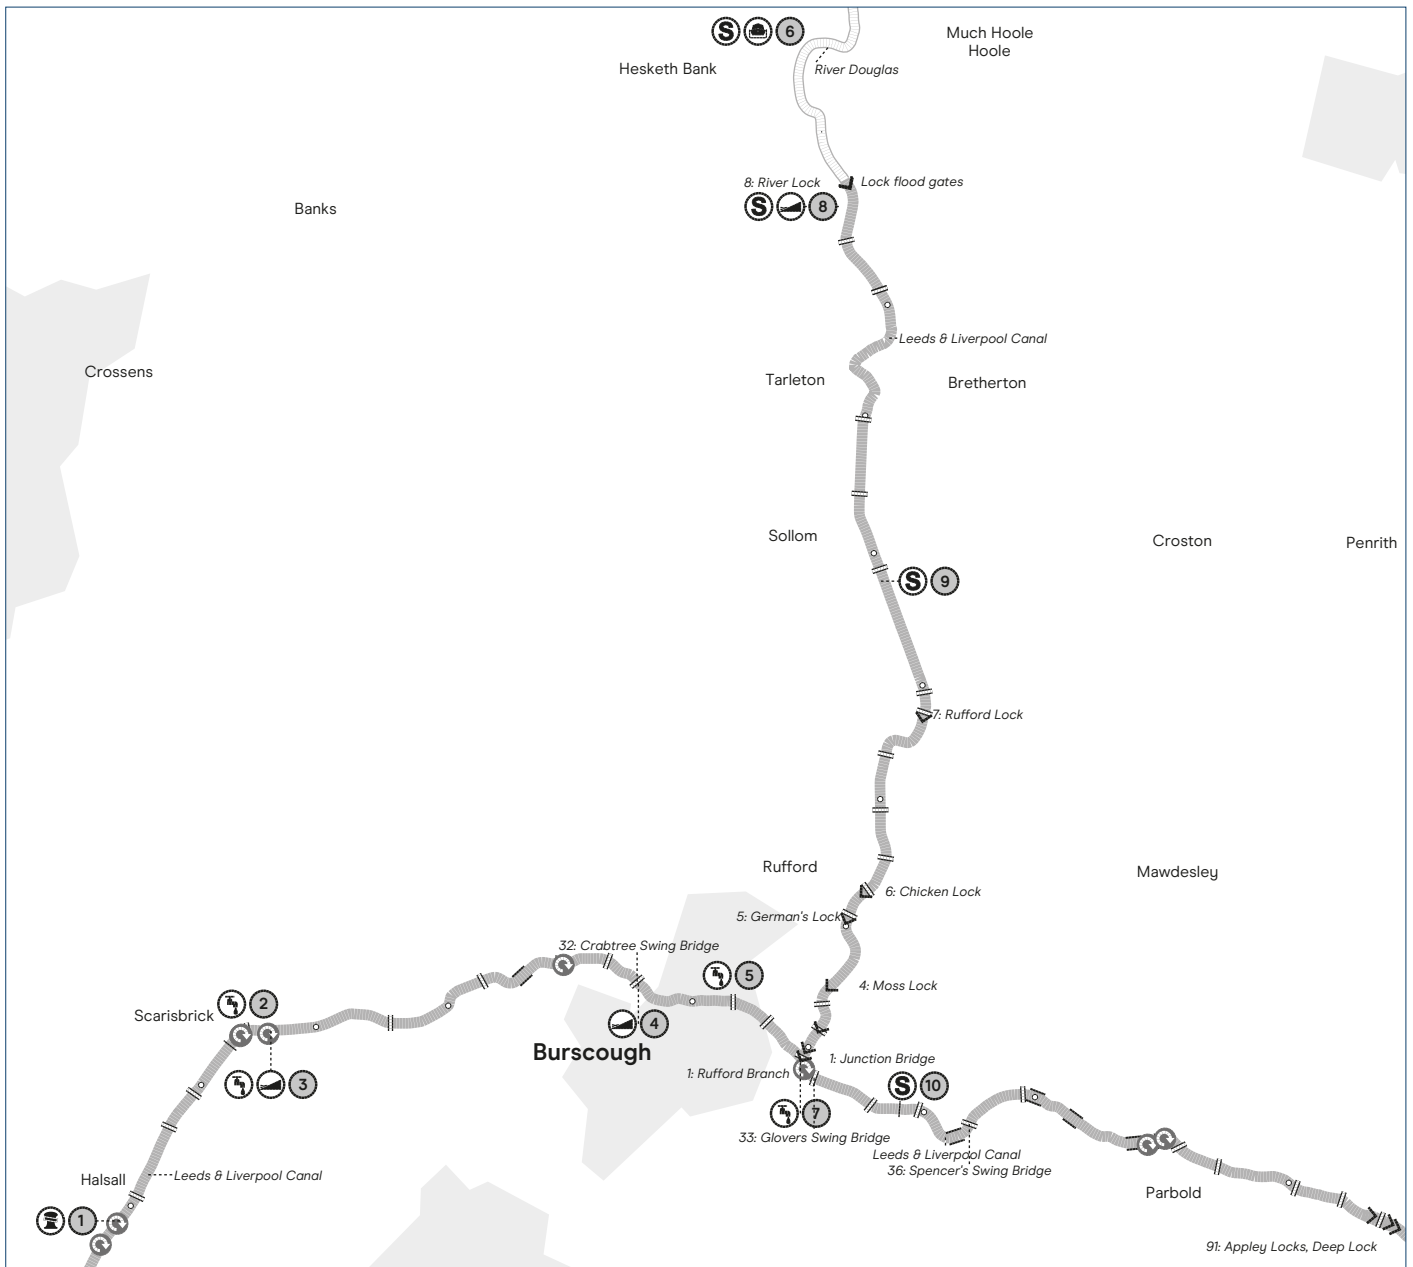 S 6
Much Hoole
Hoole
Hesketh Bank
River Douglas
8: River Lock
Lock flood gates
S 8
Banks
Leeds & Liverpool Canal
Crossens
Tarleton
Bretherton
Sollom
Croston
Penrith
S 9
7: Rufford Lock
Rufford
Mawdesley
6: Chicken Lock
5: German's Lock
32: Crabtree Swing Bridge
5
4: Moss Lock
2
Scarisbrick
4
Burscough
1: Junction Bridge
1: Rufford Branch
3
S 10
7
33: Glovers Swing Bridge
Leeds & Liverpool Canal
36: Spencer's Swing Bridge
Halsall
Leeds & Liverpool Canal
Parbold
1
91: Appley Locks, Deep Lock